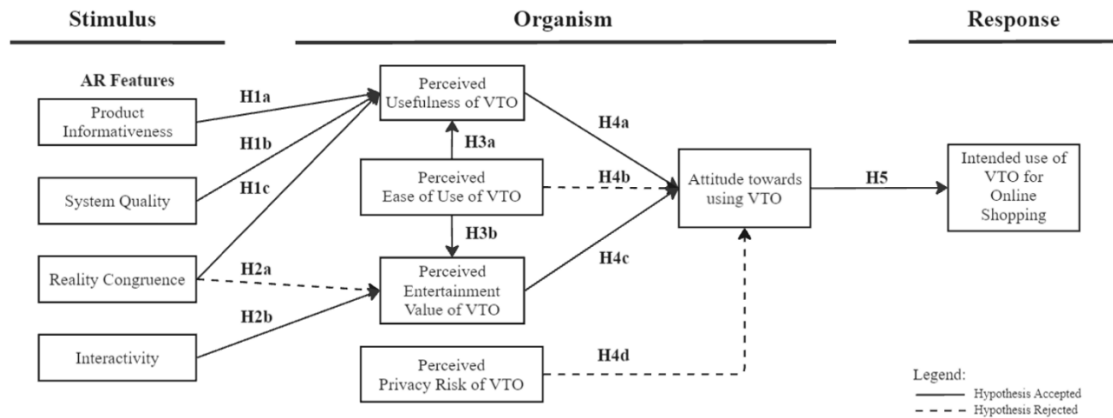 Stimulus
Organism
Response
AR Features
Product
Informativeness
System Quality
Reality Congruence
Interactivity
H1a
H1b
H1c
H2a
H2b
Perceived
Usefulness of VTO
H3a
Perceived
Ease of Use of VTO
H3b
Perceived
Entertainment
Value of VTO
Perceived
Privacy Risk of VTO
H4a
H4b
H4c
H4d
Attitude towards
using VTO
H5
Intended use of
VTO for
Online
Shopping
Legend:
Hypothesis Accepted
Hypothesis Rejected